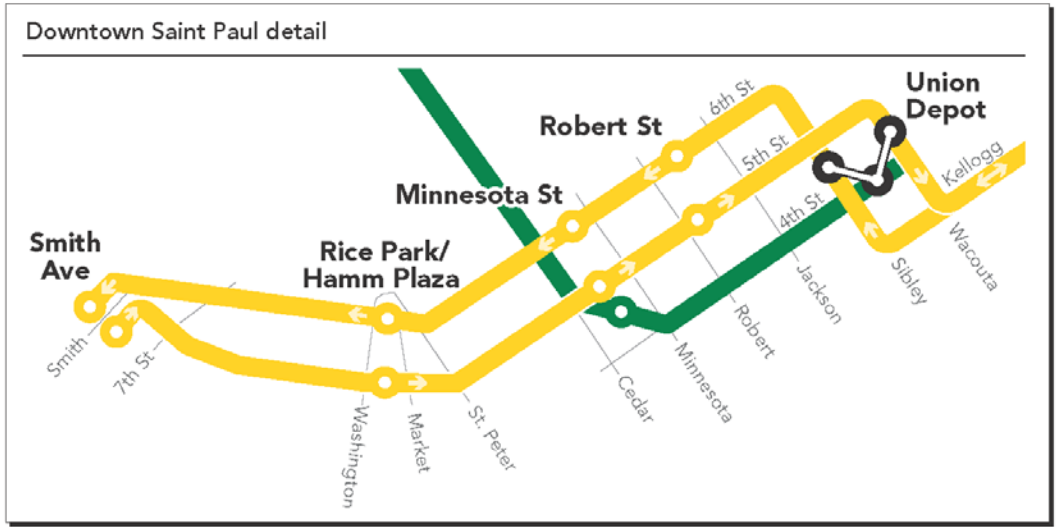 Downtown Saint Paul detail
Union
Depot
6th St
Robert St
5th St
Kellogg
Minnesota St
4th St
Smith
Ave
Rice Park/
Hamm Plaza
Wacouta
Sibley
Jackson
Robert
Smith
7th St
Minnesota
Cedar
Washington
Market
St. Peter